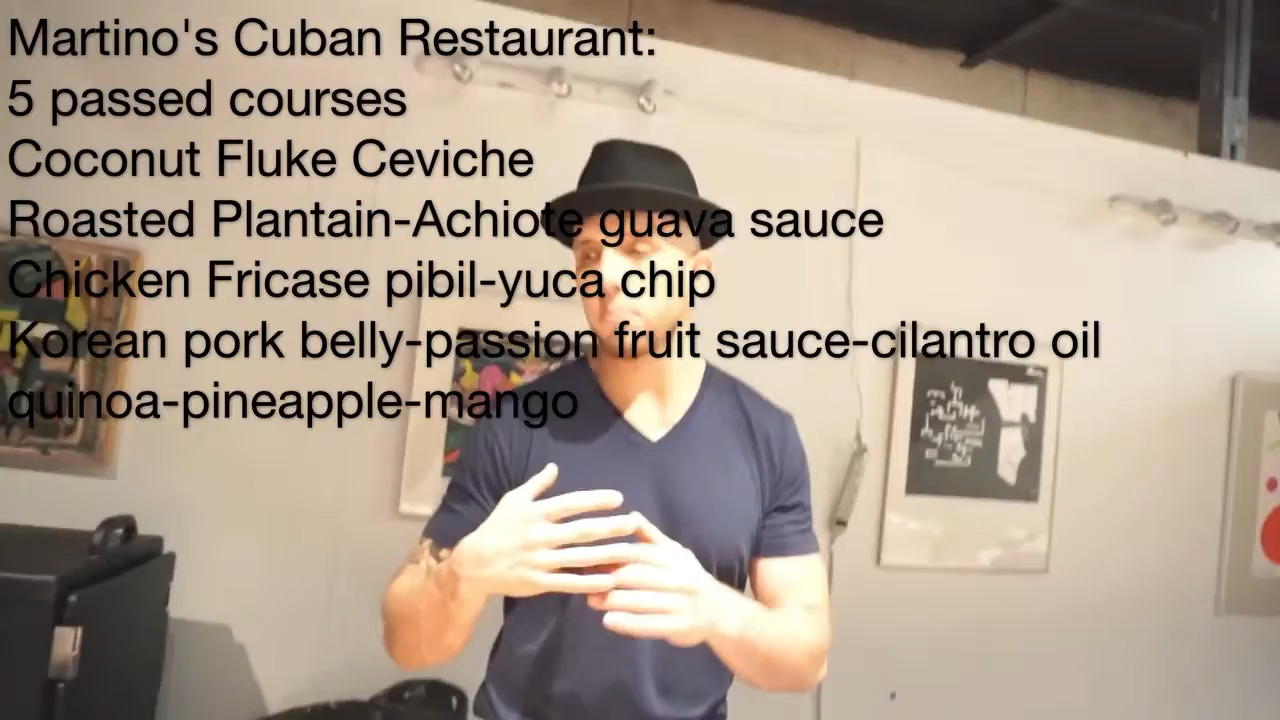 Martino's Cuban Restaurant:
5 passed courses
Coconut Fluke Ceviche
Roasted Plantain-Achiote guava sauce
Chicken Fricase pibil-yuca chip
Korean pork belly-passion fruit sauce-cilantro oil
quinoa-pineapple-mango